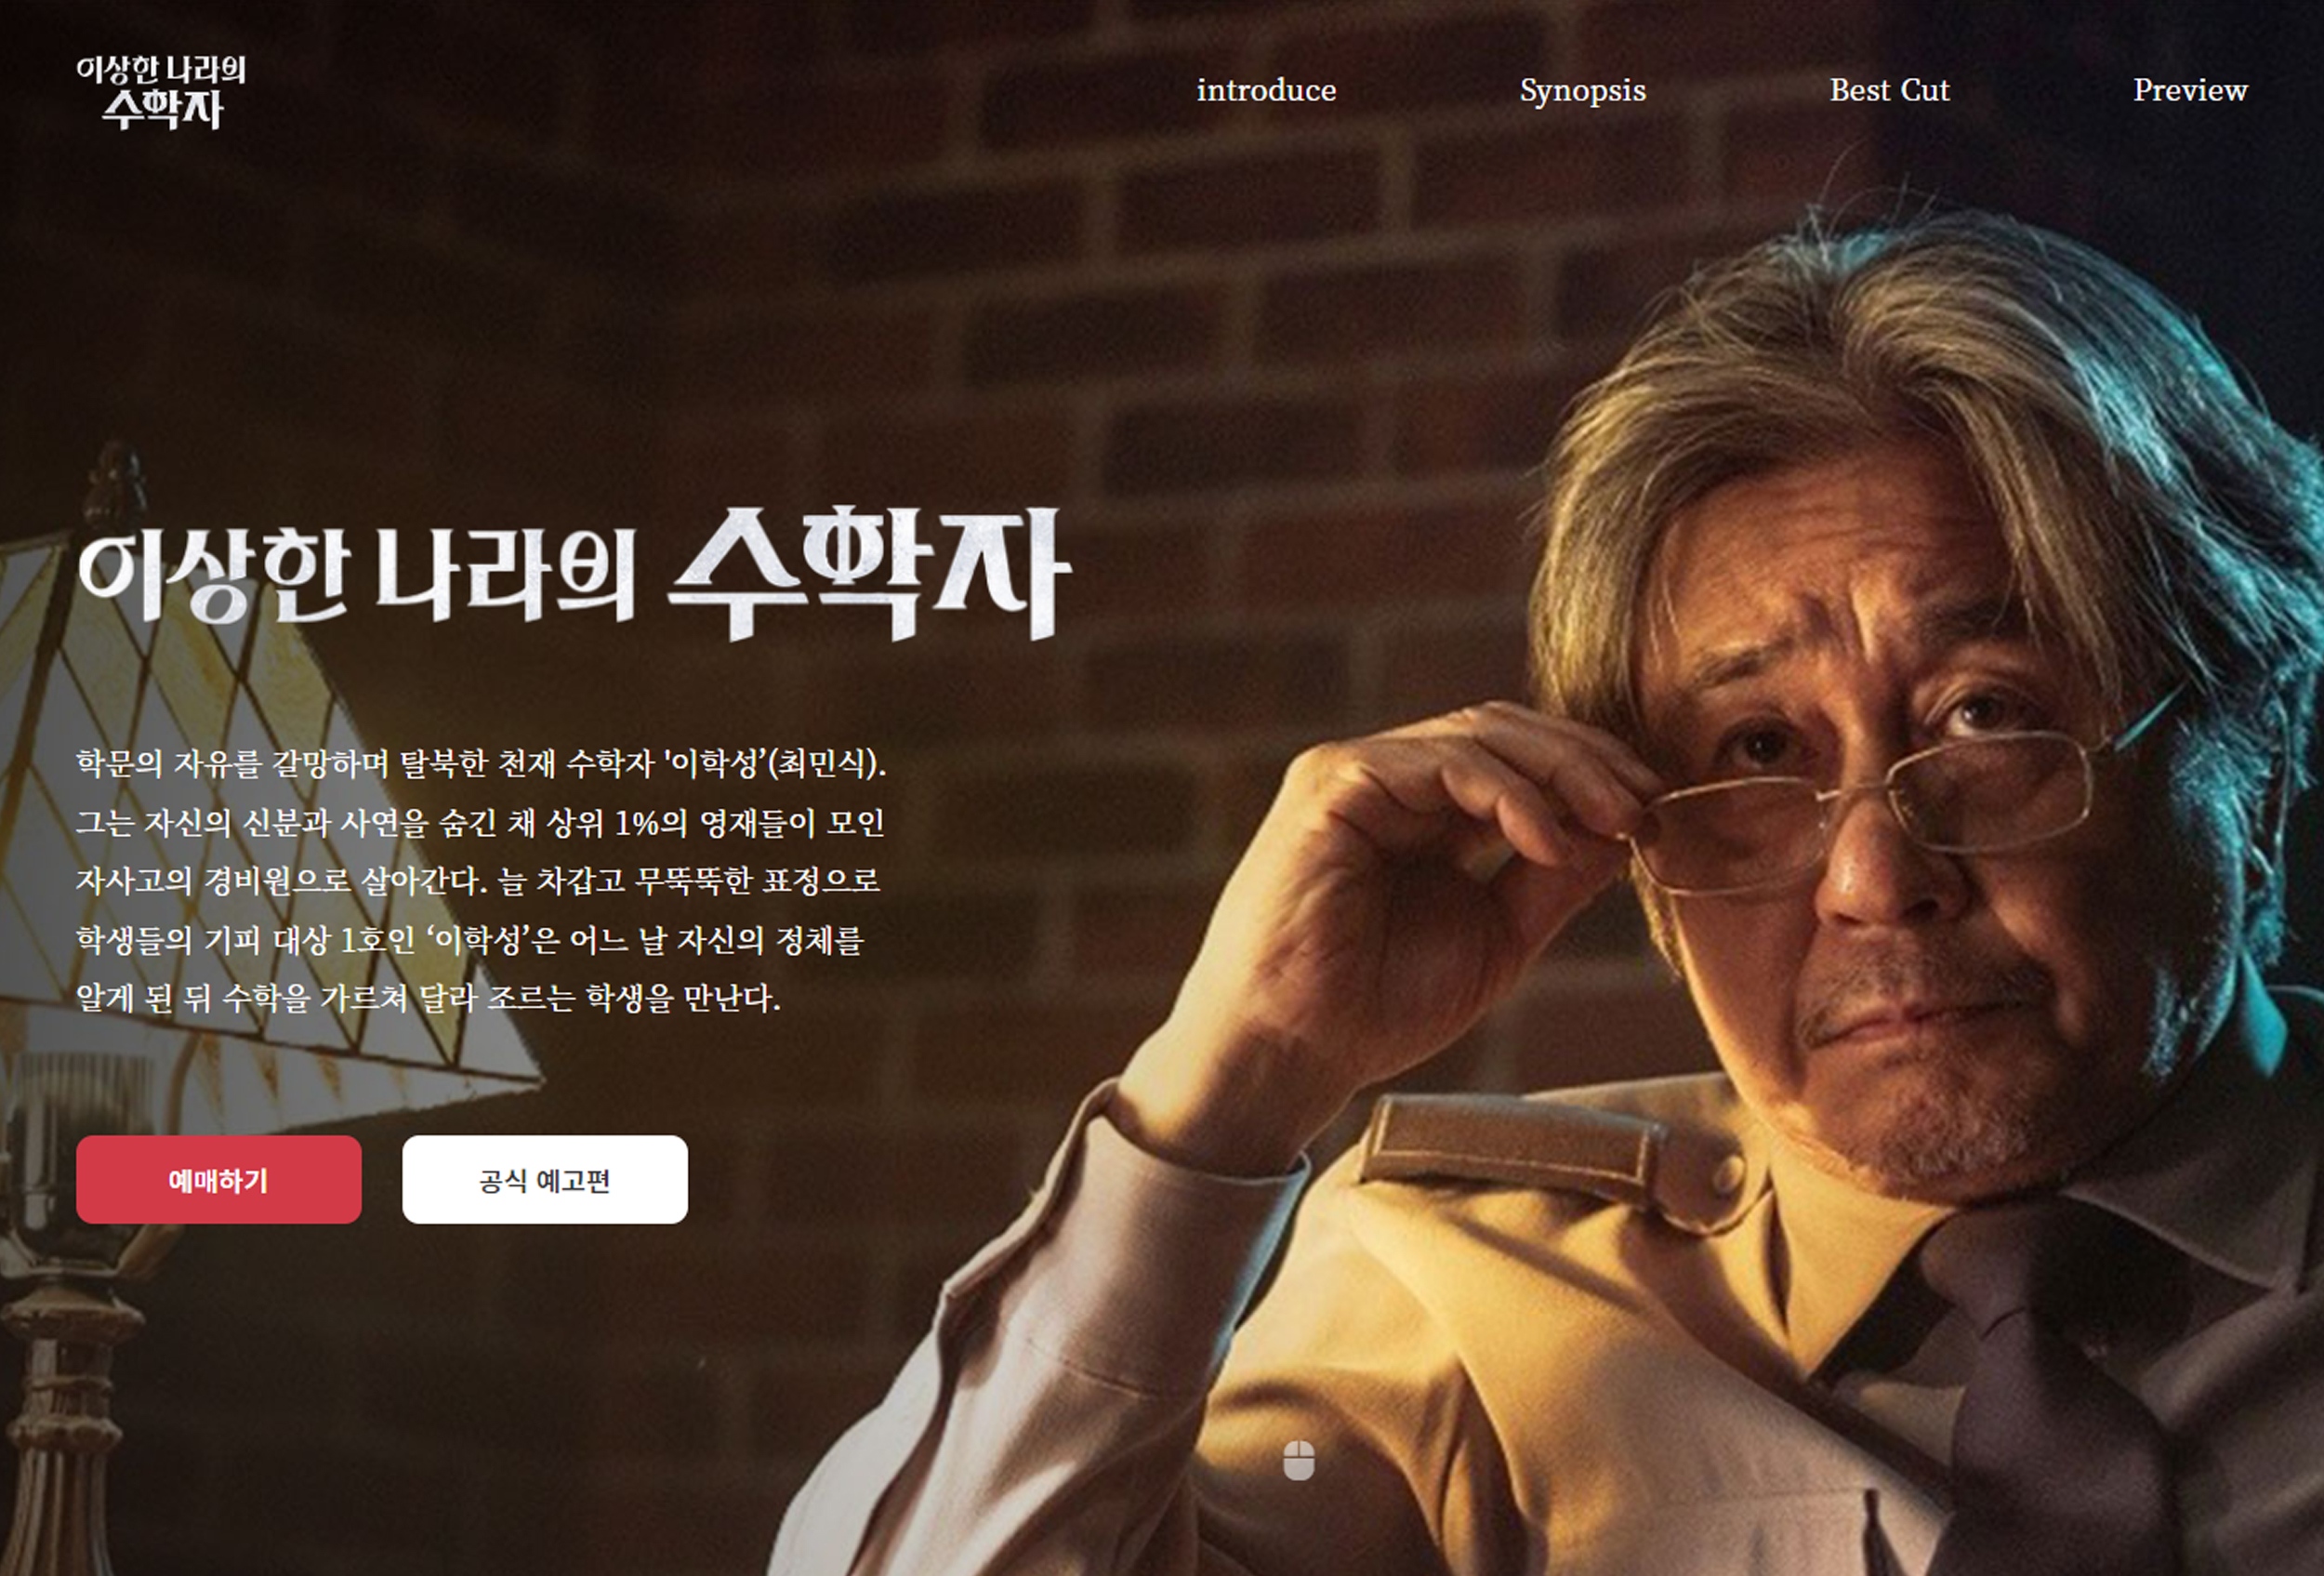 이상한 나라의
수학자
introduce
Synopsis
Best Cut
Preview
이상한 나라의 수학자
학문의 자유를 갈망하며 탈북한 천재 수학자 '이학성’(최민식).
그는 자신의 신분과 사연을 숨긴 채 상위 1%의 영재들이 모인
자사고의 경비원으로 살아간다. 늘 차갑고 무뚝뚝한 표정으로
학생들의 기피 대상 1호인 ‘이학성’은 어느 날 자신의 정체를
알게 된 뒤 수학을 가르쳐 달라 조르는 학생을 만난다.
예매하기
공식 예고편